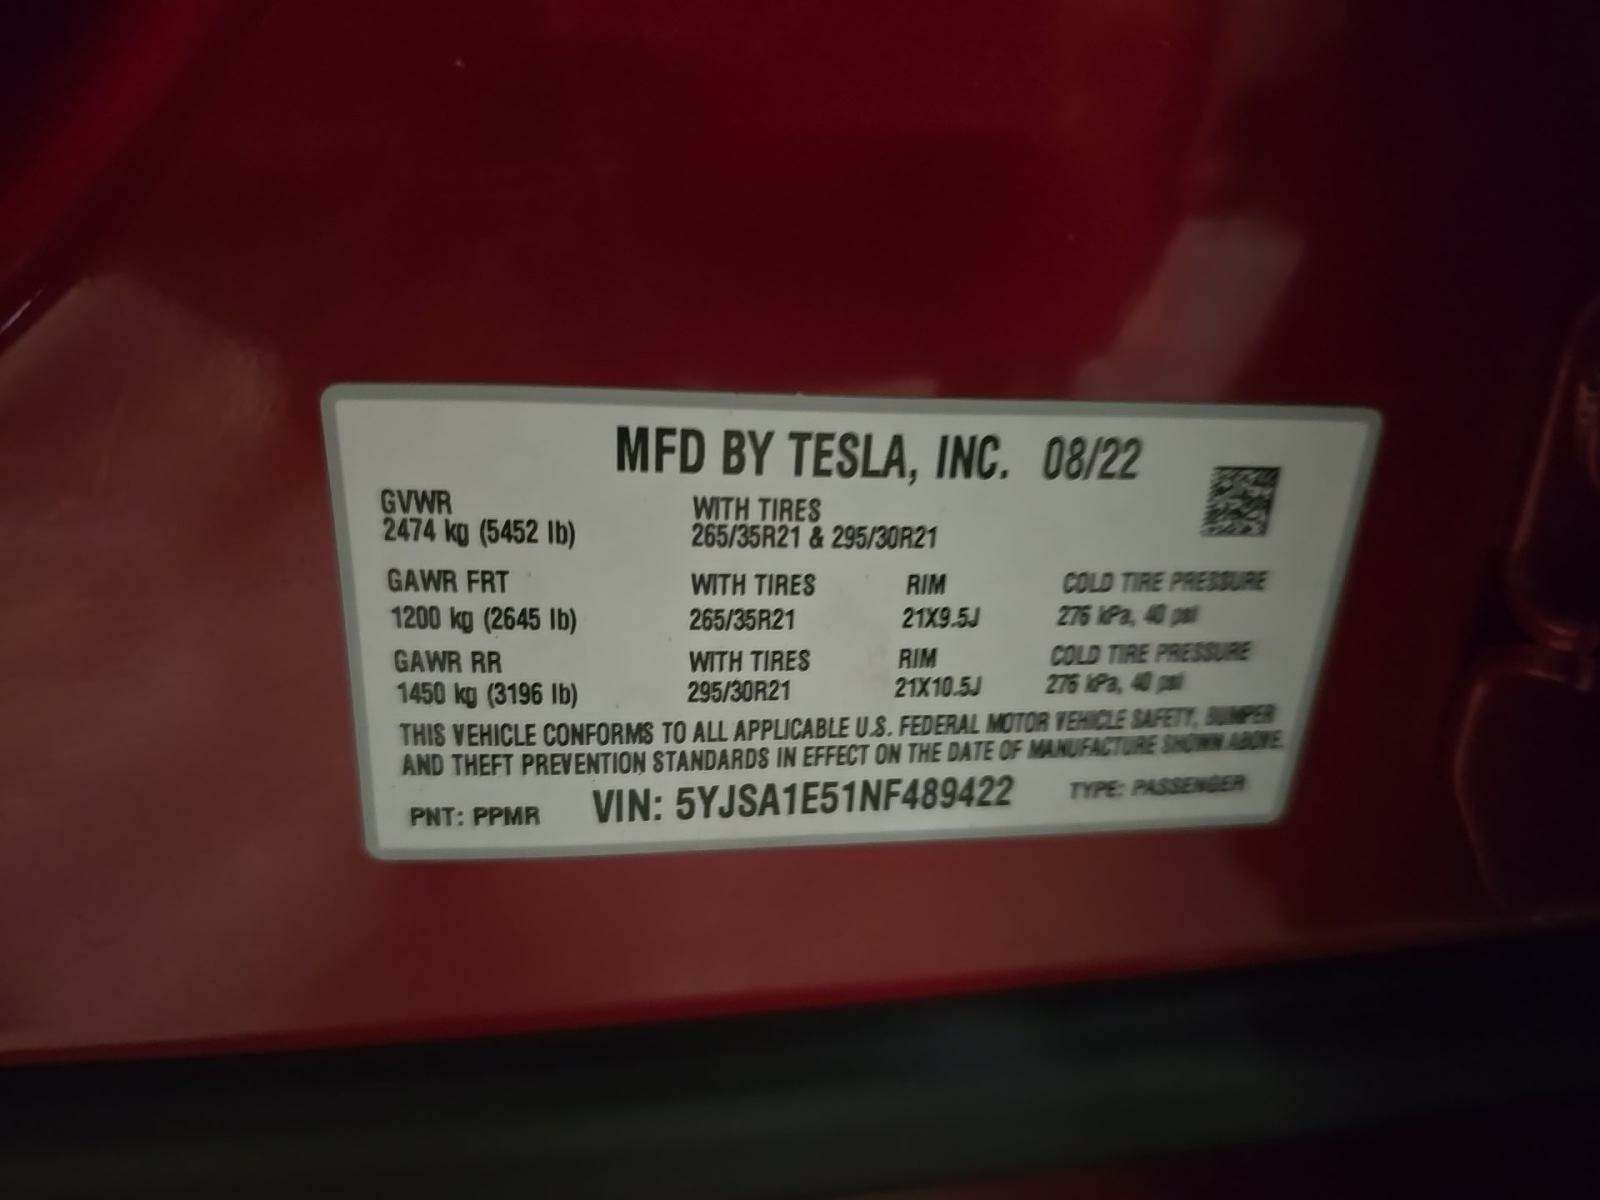 MFD BY TESLA, INC. 08/22
GVWR WITH TIRES
2474 kg (5452 lb) 265/35R21 & 295/30R21
GAWR FRT WITH TIRES RIM COLD TIRE PRESSURE
1200 kg (2645 lb) 265/35R21 21X9.5J 276 kPa, 40 psi
GAWR RR WITH TIRES RIM COLD TIRE PRESSURE
1450 kg (3196 lb) 295/30R21 21X10.5J 276 kPa, 40 psi
THIS VEHICLE CONFORMS TO ALL APPLICABLE U.S. FEDERAL MOTOR VEHICLE SAFETY, BUMPER
AND THEFT PREVENTION STANDARDS IN EFFECT ON THE DATE OF MANUFACTURE SHOWN ABOVE.
PNT: PPMR VIN: 5YJSA1E51NF489422 TYPE: PASSENGER